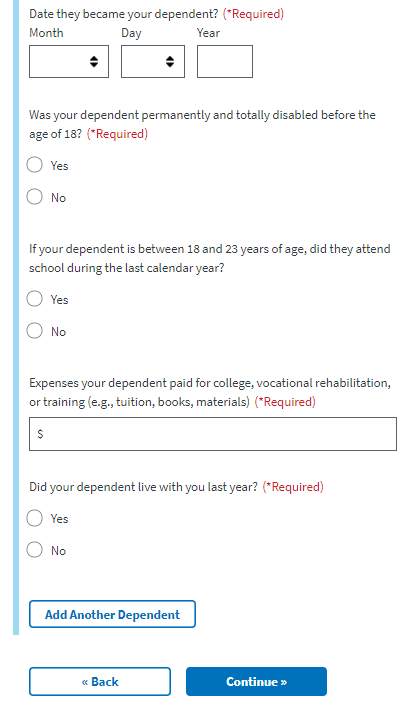 Date they became your dependent? (*Required)
Month Day Year
Was your dependent permanently and totally disabled before the
age of 18? (*Required)
Yes
No
If your dependent is between 18 and 23 years of age, did they attend
school during the last calendar year?
Yes
No
Expenses your dependent paid for college, vocational rehabilitation,
or training (e.g., tuition, books, materials) (*Required)
$
Did your dependent live with you last year? (*Required)
Yes
No
Add Another Dependent
« Back Continue »